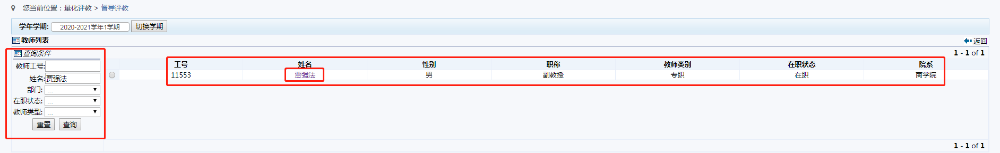 您当前位置：量化评教 > 督导评教
学年学期: 2020-2021学年1学期 切换学期
教师列表 返回
查询条件 1 - 1 of 1
教师工号: 工号 姓名 性别 职称 教师类别 在职状态 院系
姓名: 贾强法 11553 贾强法 男 副教授 专职 在职 商学院
部门: ...
在职状态: ...
教师类型: ...
重置 查询
1 - 1 of 1